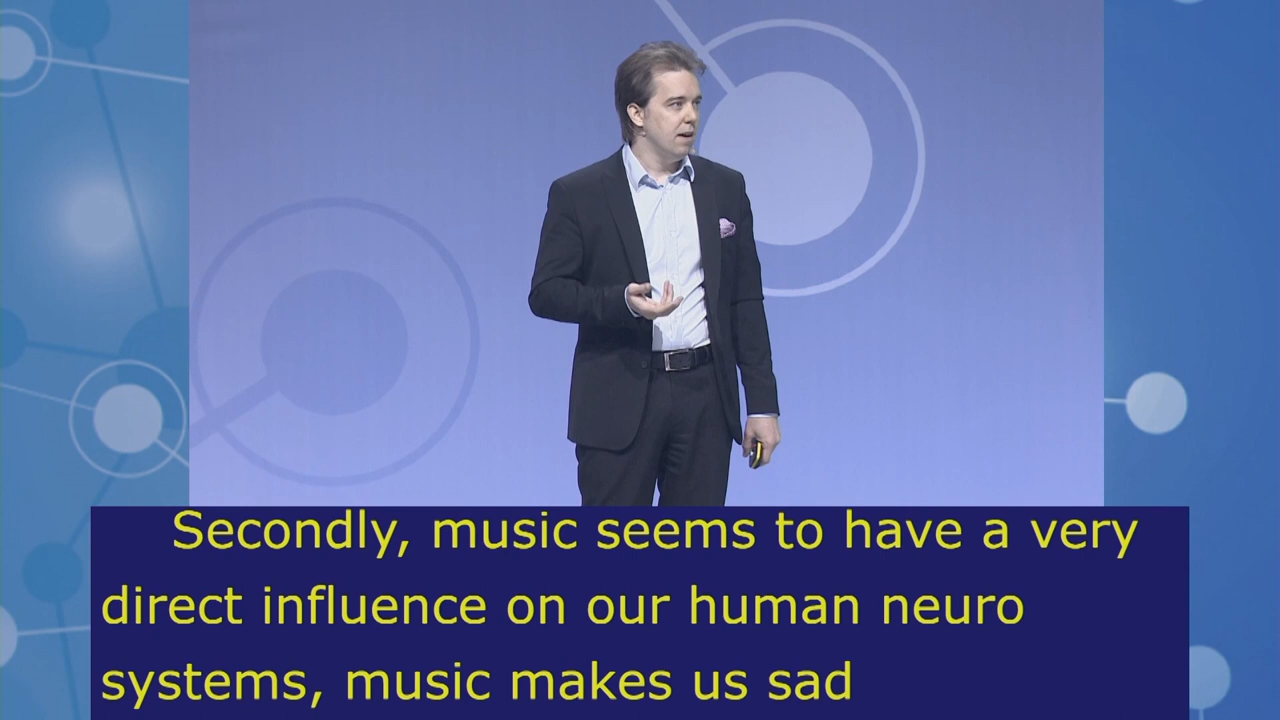 Secondly, music seems to have a very
direct influence on our human neuro
systems, music makes us sad